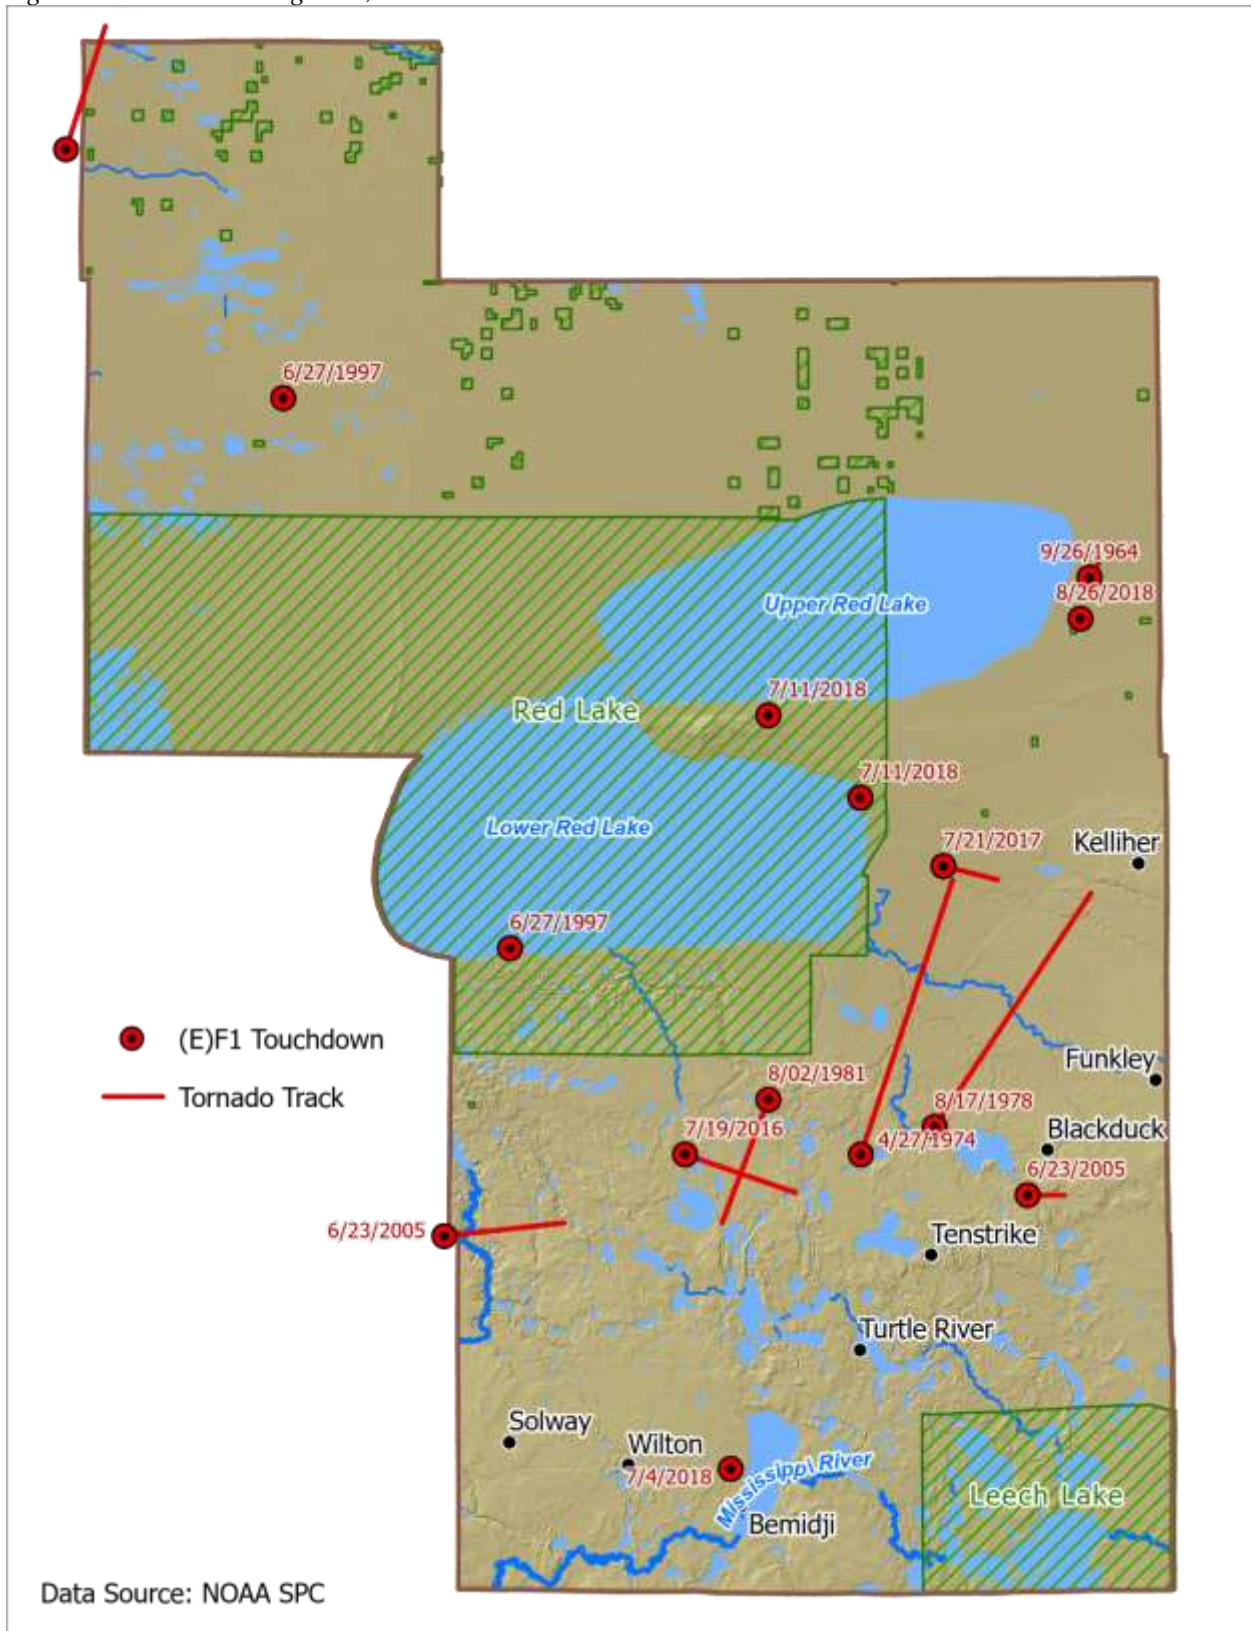 6/27/1997
9/26/1964
8/26/2018
Upper Red Lake
7/11/2018
Red Lake
7/11/2018
Lower Red Lake
7/21/2017
Kelliher
6/27/1997
(E)F1 Touchdown
Funkley
8/02/1981
Tornado Track
8/17/1978
7/19/2016
Blackduck
4/27/1974
6/23/2005
6/23/2005
Tenstrike
Turtle River
Solway
Wilton
Mississippi River
7/4/2018
Leech Lake
Bemidji
Data Source: NOAA SPC